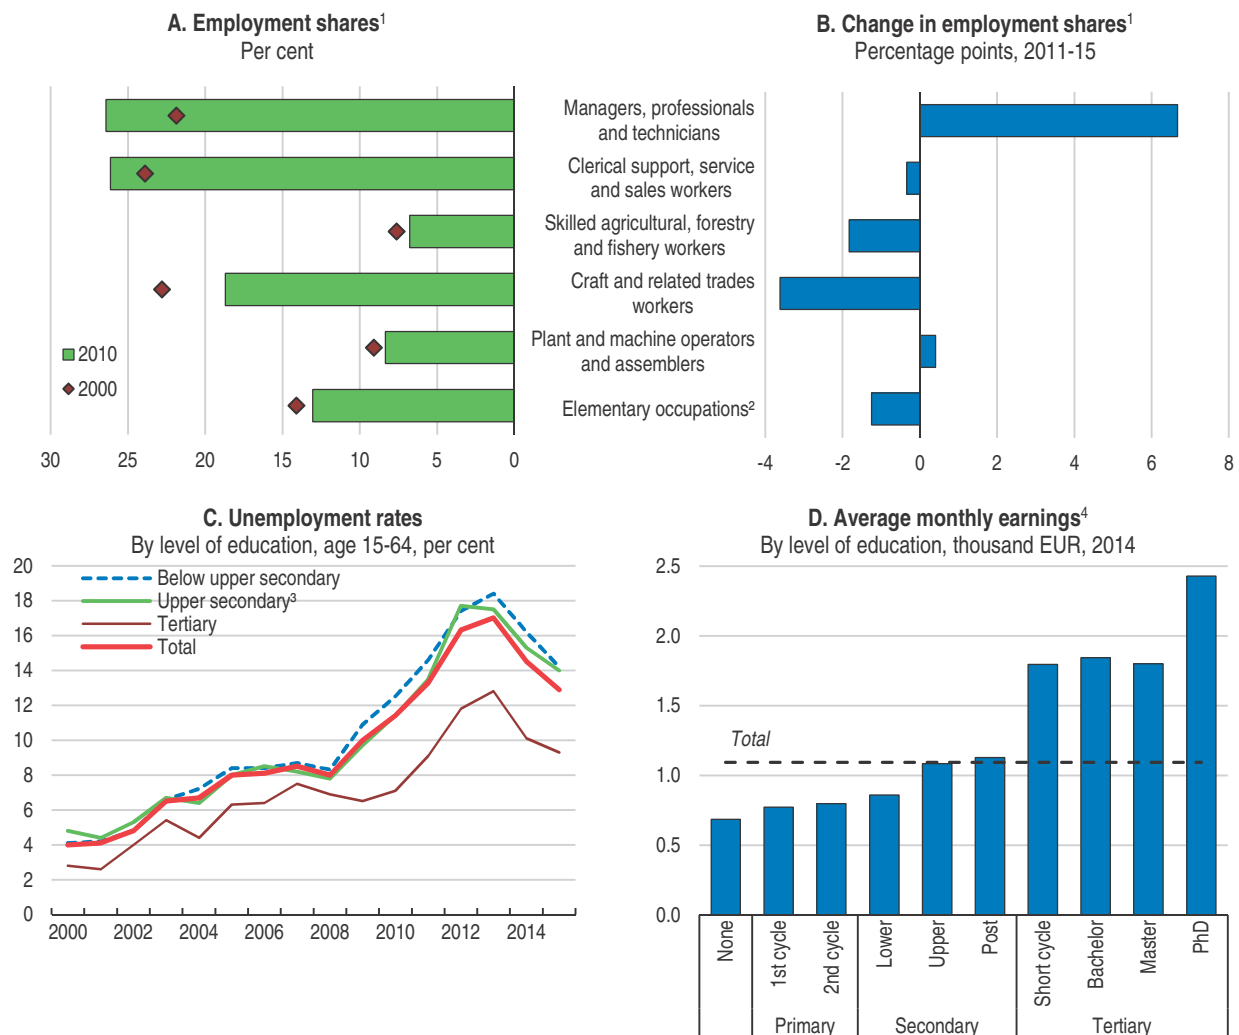 A. Employment shares¹
Per cent
B. Change in employment shares¹
Percentage points, 2011-15
Managers, professionals
and technicians
Clerical support, service
and sales workers
Skilled agricultural, forestry
and fishery workers
Craft and related trades
workers
Plant and machine operators
and assemblers
Elementary occupations²
2010
2000
30 25 20 15 10 5 0
-4 -2 0 2 4 6 8
C. Unemployment rates
By level of education, age 15-64, per cent
20
18
16
14
12
10
8
6
4
2
0
Below upper secondary
Upper secondary³
Tertiary
Total
2000 2002 2004 2006 2008 2010 2012 2014
D. Average monthly earnings⁴
By level of education, thousand EUR, 2014
2.5
2.0
1.5
1.0
0.5
0.0
Total
None
1st cycle
2nd cycle
Lower
Upper
Post
Short cycle
Bachelor
Master
PhD
Primary Secondary Tertiary